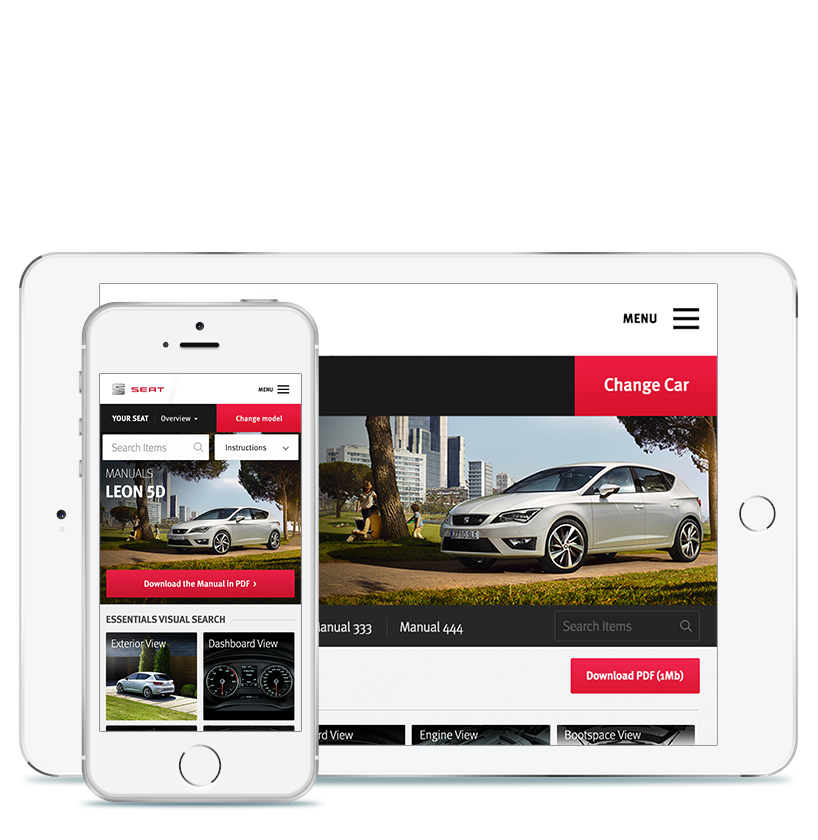 MENU
Change Car
SEAT
MENU
YOUR SEAT Overview
Change model
Search Items
Instructions
MANUALS
LEON 5D
Download the Manual in PDF >
ESSENTIALS VISUAL SEARCH
Exterior View
Dashboard View
2710 SLE
333
Manual 444
Search Items
Download PDF (1Mb)
View
Engine View
Bootspace View